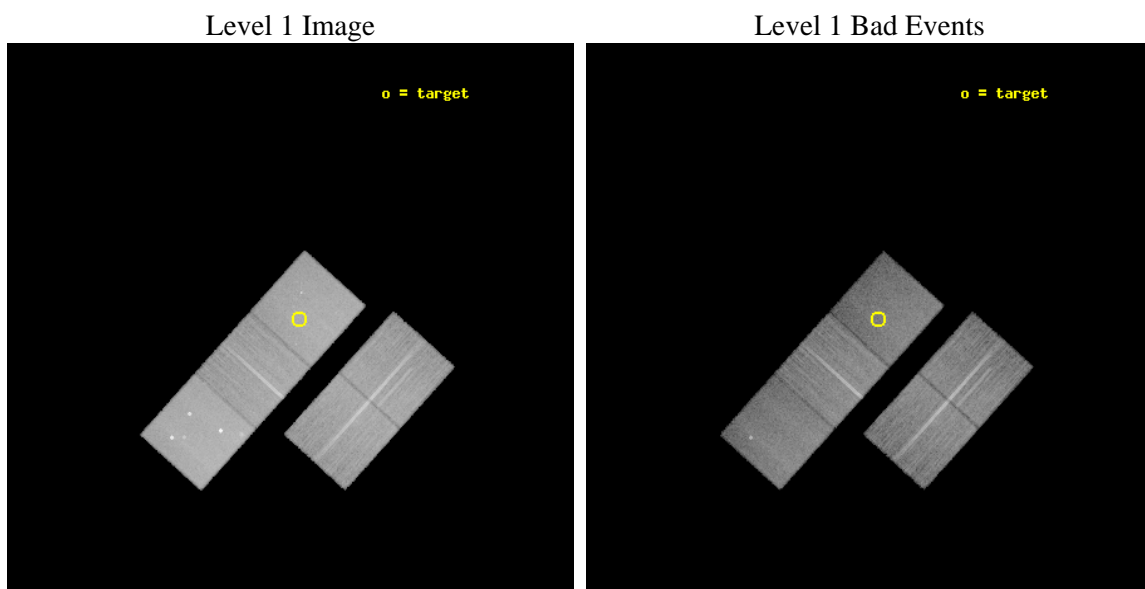 Level 1 Image
Level 1 Bad Events
o = target
o = target